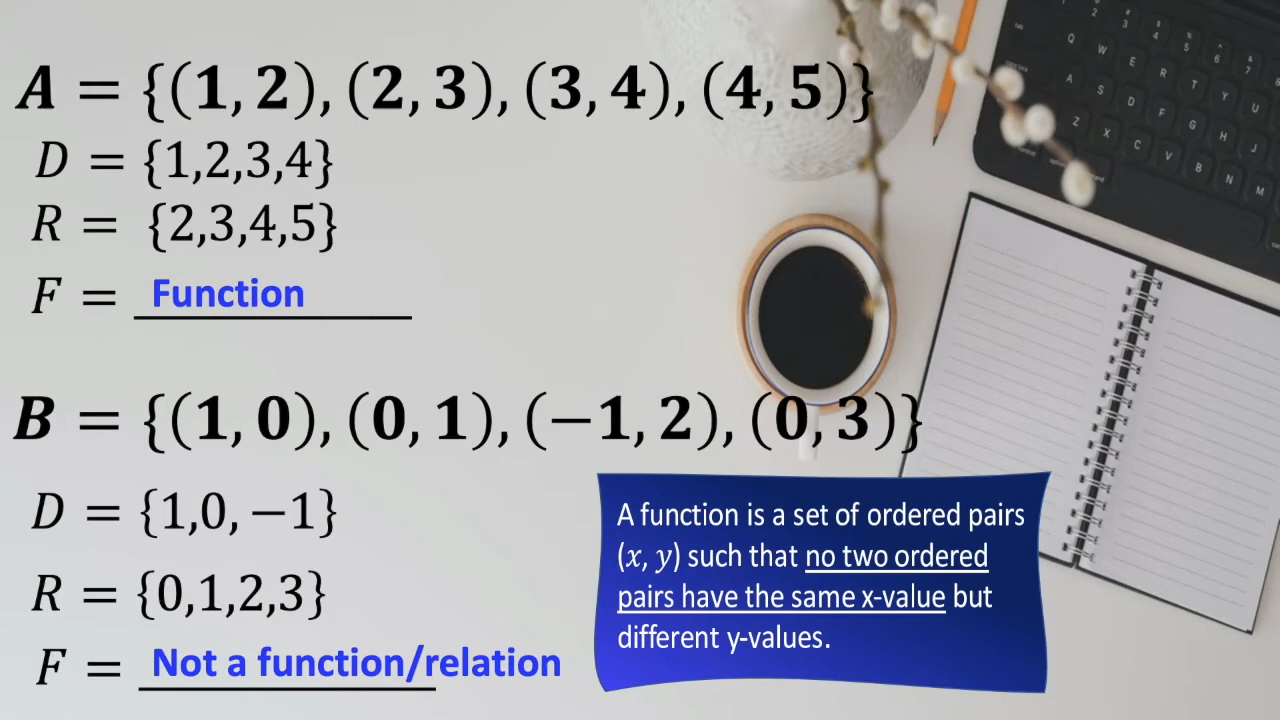 A = {(1, 2), (2, 3), (3, 4), (4, 5)}
D = {1,2,3,4}
R = {2,3,4,5}
F = Function
B = {(1, 0), (0, 1), (−1, 2), (0, 3)}
D = {1,0, −1}
R = {0,1,2,3}
F = Not a function/relation
A function is a set of ordered pairs
(x, y) such that no two ordered
pairs have the same x-value but
different y-values.